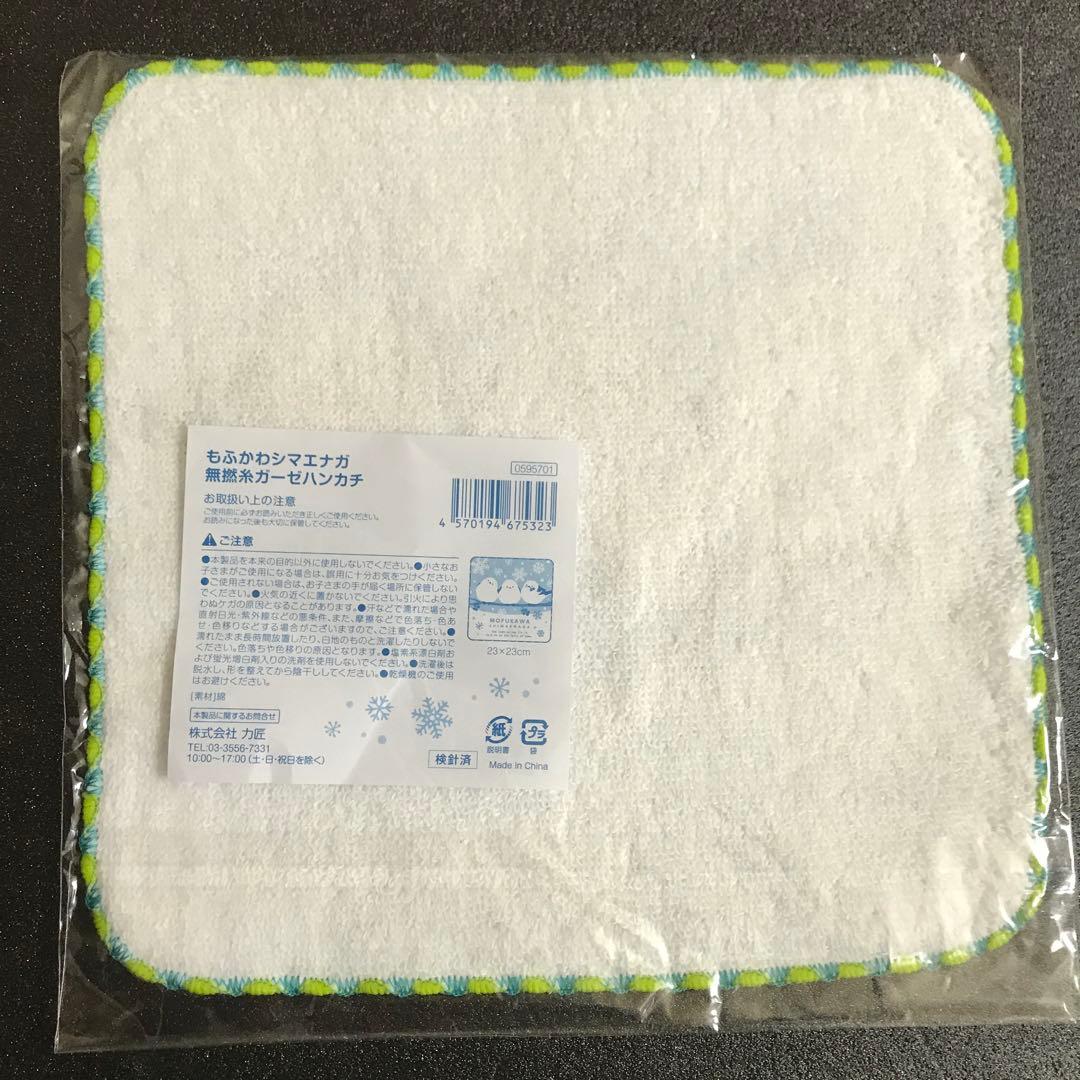 もふかわシマエナガ
無撚糸ガーゼハンカチ
0595701
4 570194 675323
お取扱い上の注意
ご使用前に必ずお読みいただき正しくご使用ください。
お読みになった後も大切に保管してください。
ご注意
●本製品を本来の目的以外に使用しないでください。●小さなお
子さまがご使用になる場合は、誤用に十分お気をつけください。
●ご使用されない場合は、お子さまの手が届く場所に保管しない
でください。●火気の近くに置かないでください。引火により思
わぬケガの原因となることがあります。●汗などで濡れた場合や
直射日光・紫外線などの悪条件、また、摩擦などで色落ち・色あ
せ・色移りなどする場合がございますので、ご注意ください。●
濡れたまま長時間放置したり、白地のものと洗濯したりしないで
ください。色落ちや色移りの原因となります。●塩素系漂白剤お
よび蛍光増白剤入りの洗剤を使用しないでください。●洗濯後は
脱水し、形を整えてから陰干ししてください。●乾燥機のご使用
はお避けください。
[素材]綿
MOFUKAWA
SHIMAENAGA
23×23cm
本製品に関するお問合せ
株式会社 力匠
TEL:03-3556-7331
10:00〜17:00（土・日・祝日を除く）
紙
説明書
プラ
袋
検針済
Made in China